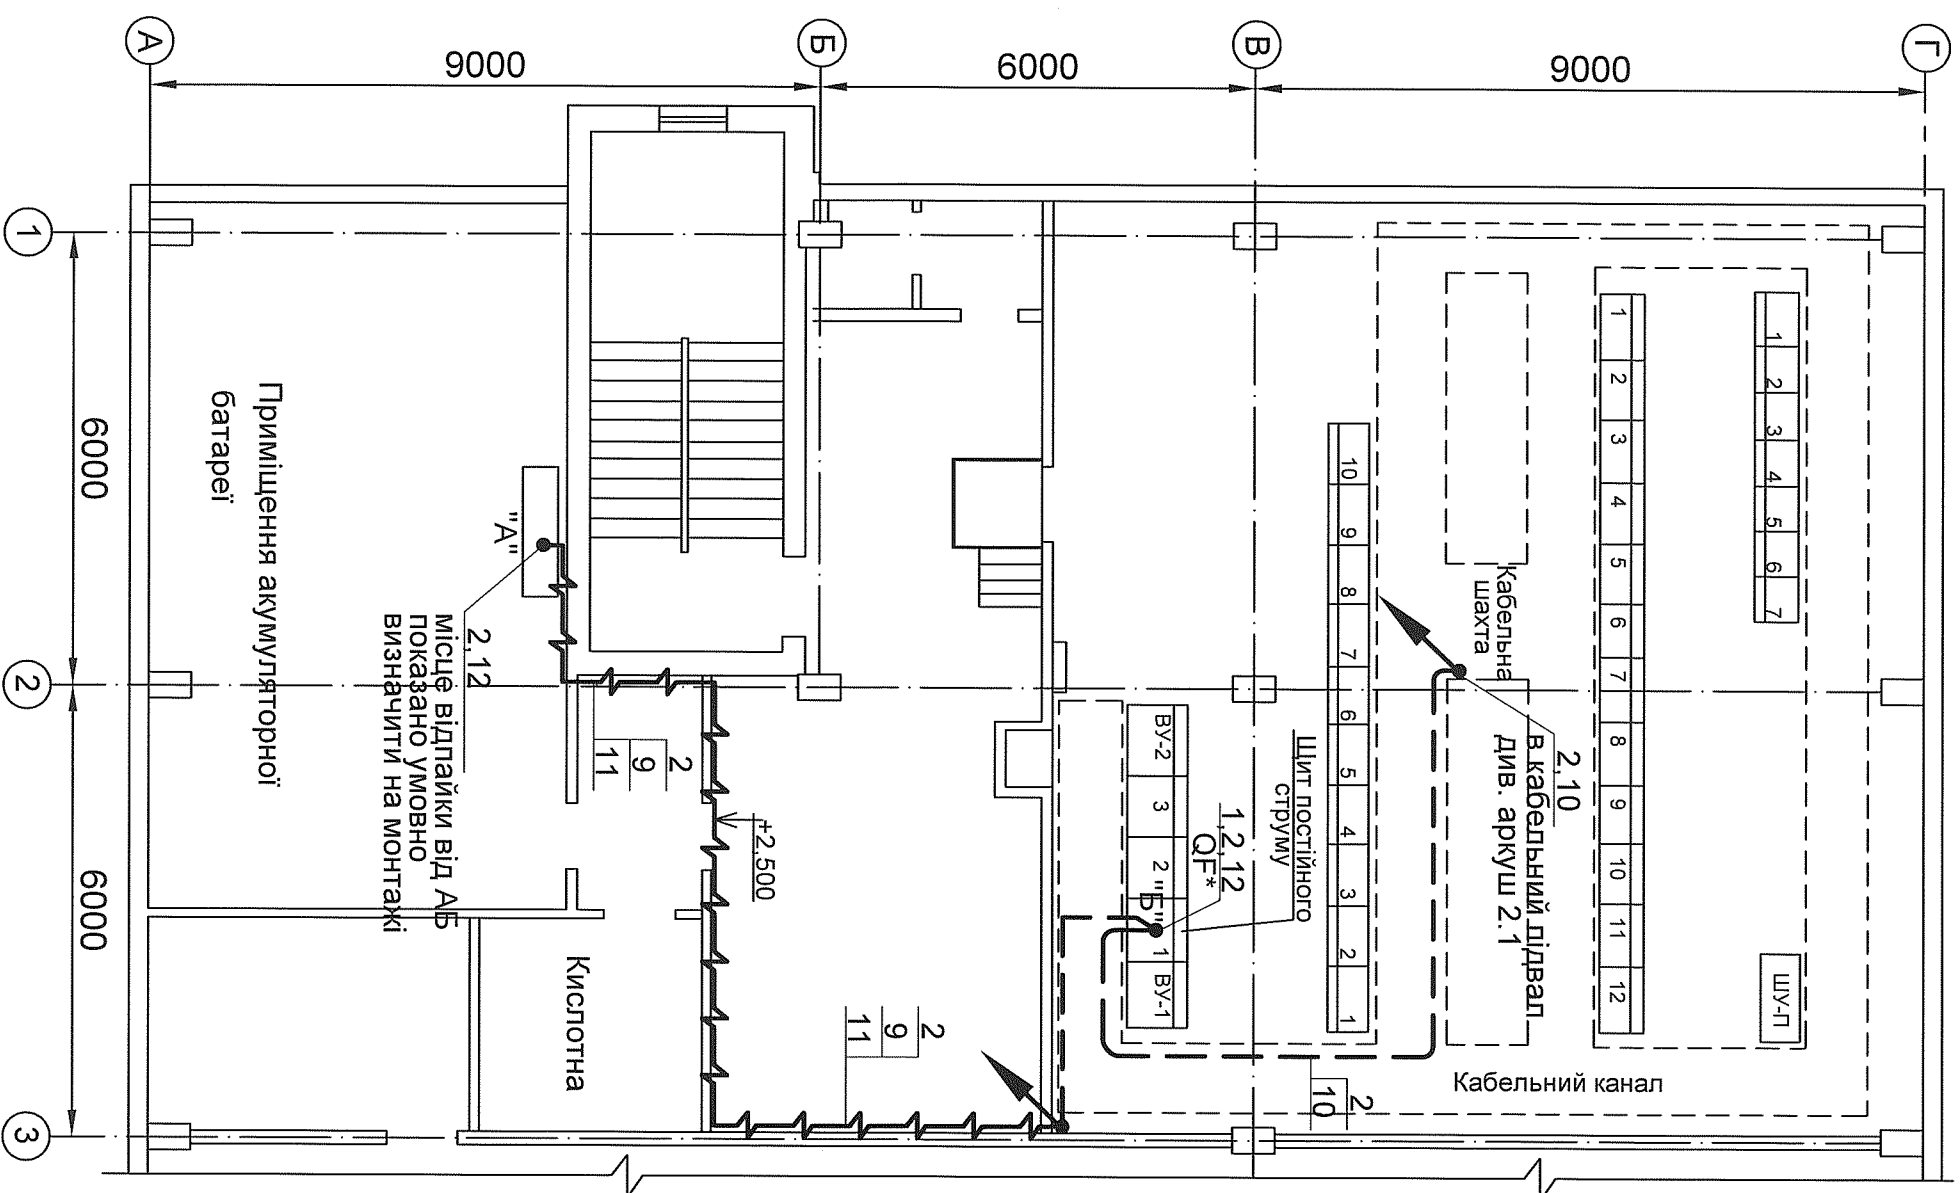 А
Б
В
Г
9000
6000
9000
1
2
3
6000
6000
Приміщення акумуляторної
батареї
"А"
2,12
місце відпайки від АБ
показано умовно
визначити на монтажі
2
9
11
+2,500
Кислотна
2
9
11
ВУ-2
3
2
"Б"
1
ВУ-1
1,2,12
QF*
Щит постійного
струму
10
9
8
7
6
5
4
3
2
1
Кабельна
шахта
2,10
в кабельний підвал
див. аркуш 2.1
2
10
Кабельний канал
1
2
3
4
5
6
7
8
9
10
11
12
1
2
3
4
5
6
7
ШУ-П